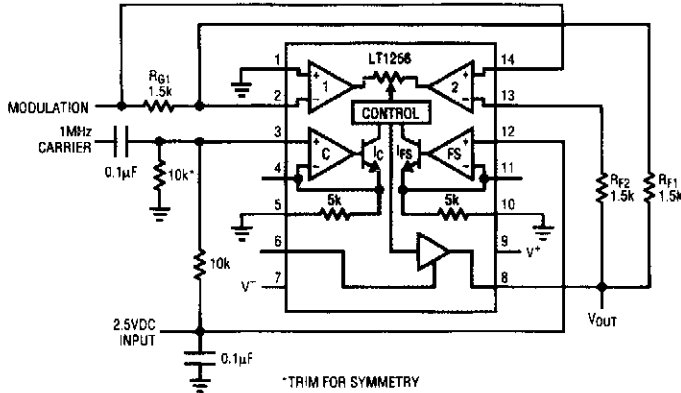 LT1256
1
14
RG1
1.5k
MODULATION
2
13
1
2
CONTROL
1MHz
CARRIER
3
12
C
IC
IFS
FS
0.1μF
10k*
4
11
RF2
1.5k
RF1
1.5k
5k
5k
5
10
6
9
V+
10k
V−
7
8
VOUT
2.5VDC
INPUT
0.1μF
*TRIM FOR SYMMETRY